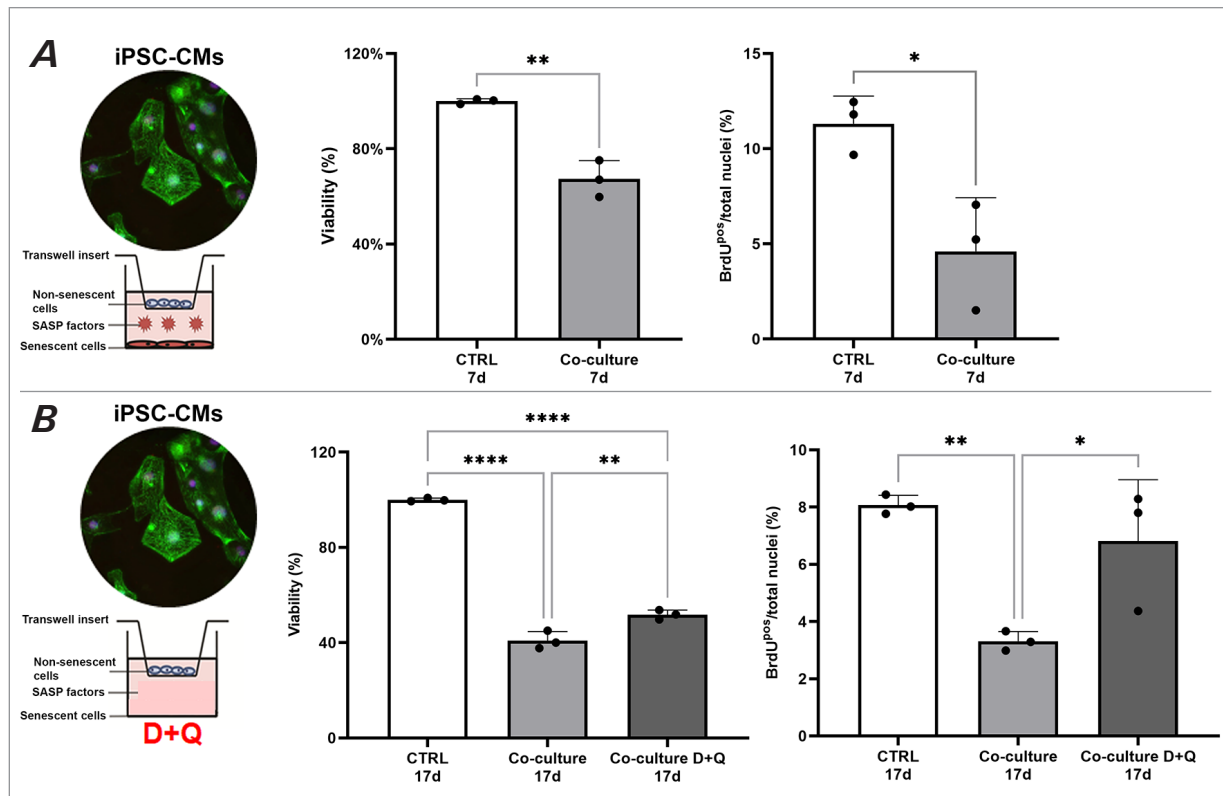 A
iPSC-CMs
Transwell insert
Non-senescent
cells
SASP factors
Senescent cells
Viability (%)
120%
80%
40%
0%
**
CTRL
7d
Co-culture
7d
BrdUpos/total nuclei (%)
15
10
5
0
*
CTRL
7d
Co-culture
7d
B
iPSC-CMs
Transwell insert
Non-senescent
cells
SASP factors
Senescent cells
D+Q
Viability (%)
120
80
40
0
****
****
**
CTRL
17d
Co-culture
17d
Co-culture D+Q
17d
BrdUpos/total nuclei (%)
10
8
6
4
2
0
**
*
CTRL
17d
Co-culture
17d
Co-culture D+Q
17d